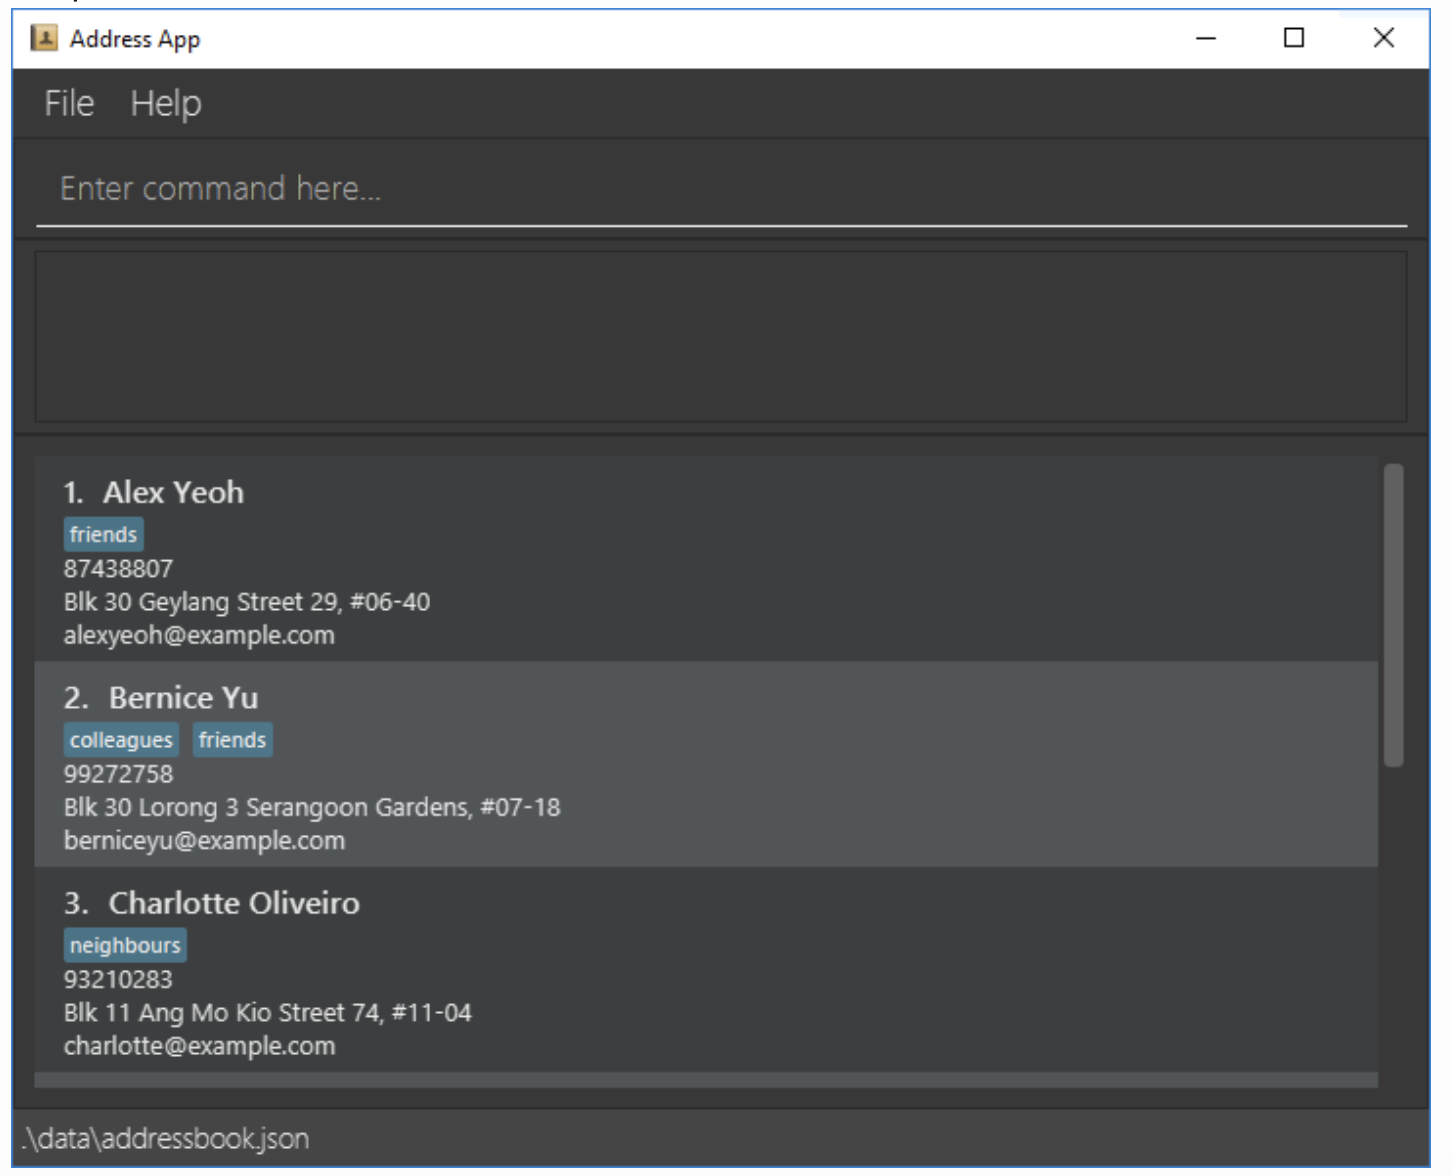 Address App
File Help
Enter command here...
1. Alex Yeoh
friends
87438807
Blk 30 Geylang Street 29, #06-40
alexyeoh@example.com
2. Bernice Yu
colleagues friends
99272758
Blk 30 Lorong 3 Serangoon Gardens, #07-18
berniceyu@example.com
3. Charlotte Oliveiro
neighbours
93210283
Blk 11 Ang Mo Kio Street 74, #11-04
charlotte@example.com
.\data\addressbook.json